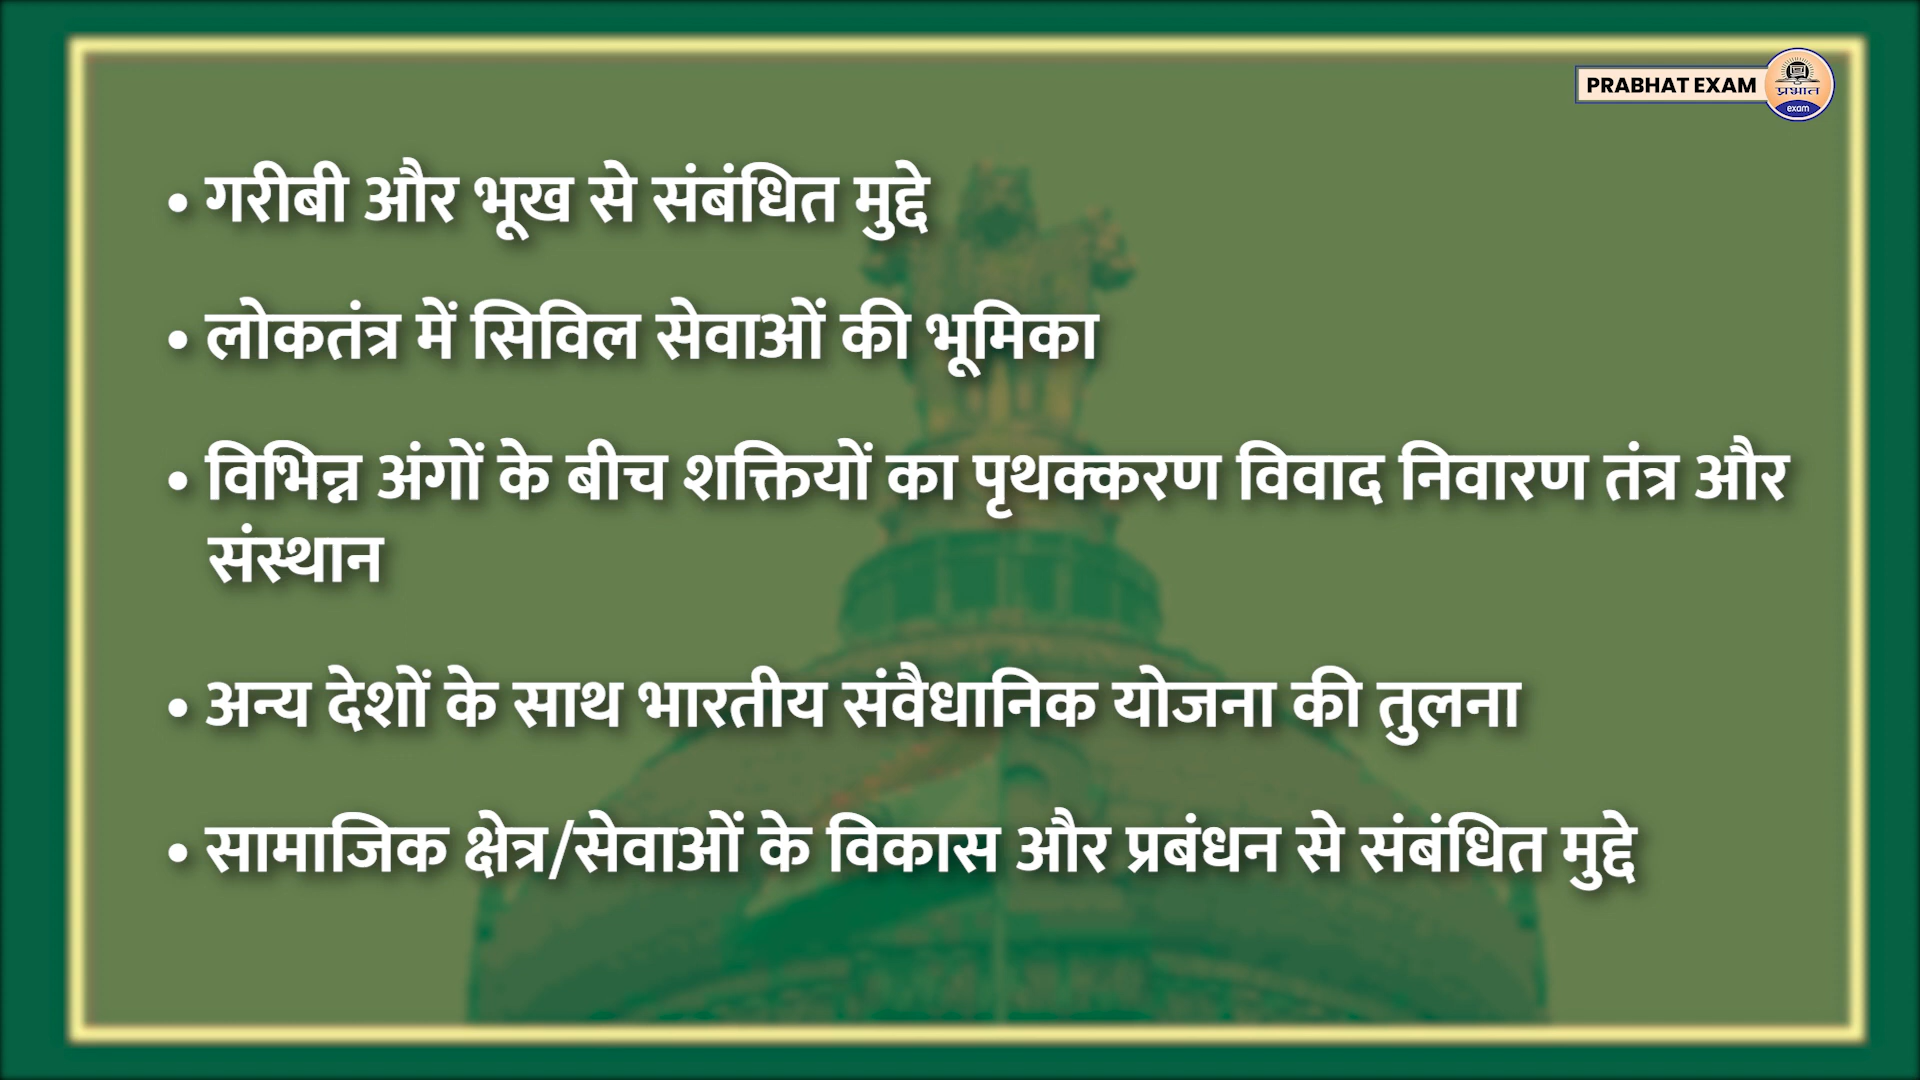 PRABHAT EXAM
प्रभात
exam
• गरीबी और भूख से संबंधित मुद्दे
• लोकतंत्र में सिविल सेवाओं की भूमिका
• विभिन्न अंगों के बीच शक्तियों का पृथक्करण विवाद निवारण तंत्र और
संस्थान
• अन्य देशों के साथ भारतीय संवैधानिक योजना की तुलना
• सामाजिक क्षेत्र/सेवाओं के विकास और प्रबंधन से संबंधित मुद्दे